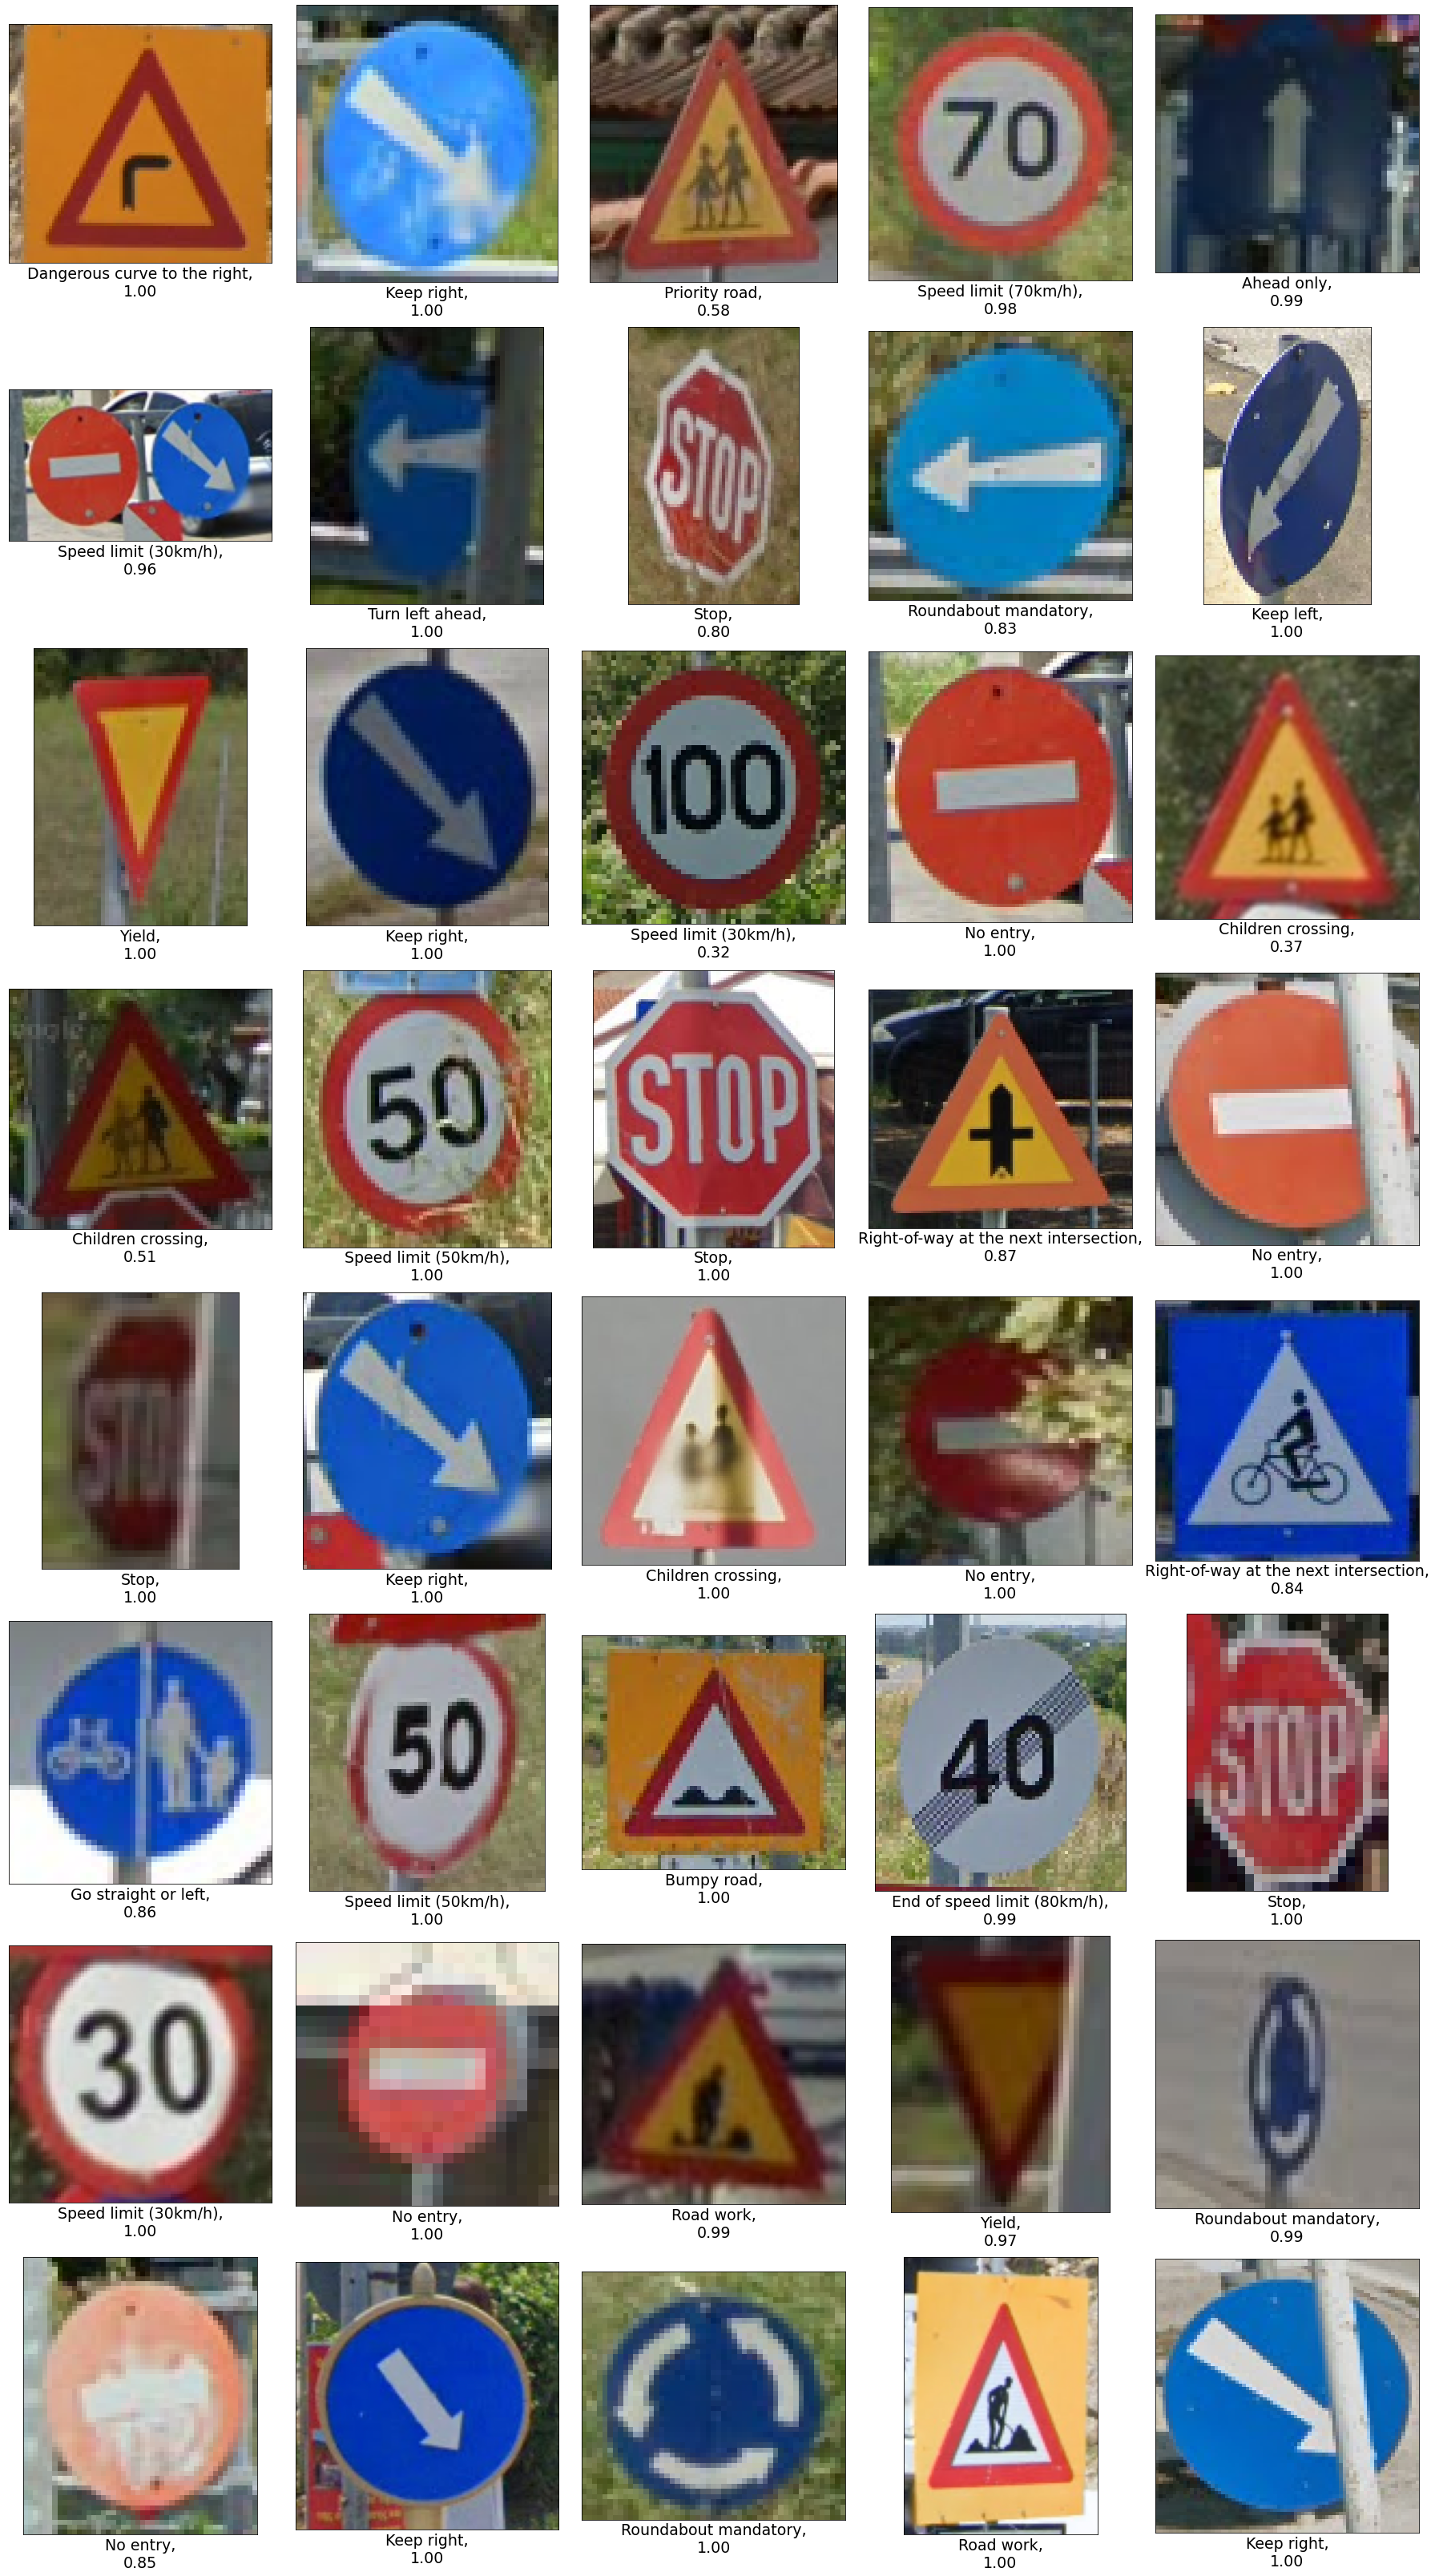 70
Dangerous curve to the right,
1.00
Keep right,
1.00
Priority road,
0.58
Speed limit (70km/h),
0.98
Ahead only,
0.99
STOP
Speed limit (30km/h),
0.96
Turn left ahead,
1.00
Stop,
0.80
Roundabout mandatory,
0.83
Keep left,
1.00
100
Yield,
1.00
Keep right,
1.00
Speed limit (30km/h),
0.32
No entry,
1.00
Children crossing,
0.37
50
STOP
Children crossing,
0.51
Speed limit (50km/h),
1.00
Stop,
1.00
Right-of-way at the next intersection,
0.87
No entry,
1.00
STOP
Stop,
1.00
Keep right,
1.00
Children crossing,
1.00
No entry,
1.00
Right-of-way at the next intersection,
0.84
50
40
STOP
Go straight or left,
0.86
Speed limit (50km/h),
1.00
Bumpy road,
1.00
End of speed limit (80km/h),
0.99
Stop,
1.00
30
Speed limit (30km/h),
1.00
No entry,
1.00
Road work,
0.99
Yield,
0.97
Roundabout mandatory,
0.99
No entry,
0.85
Keep right,
1.00
Roundabout mandatory,
1.00
Road work,
1.00
Keep right,
1.00